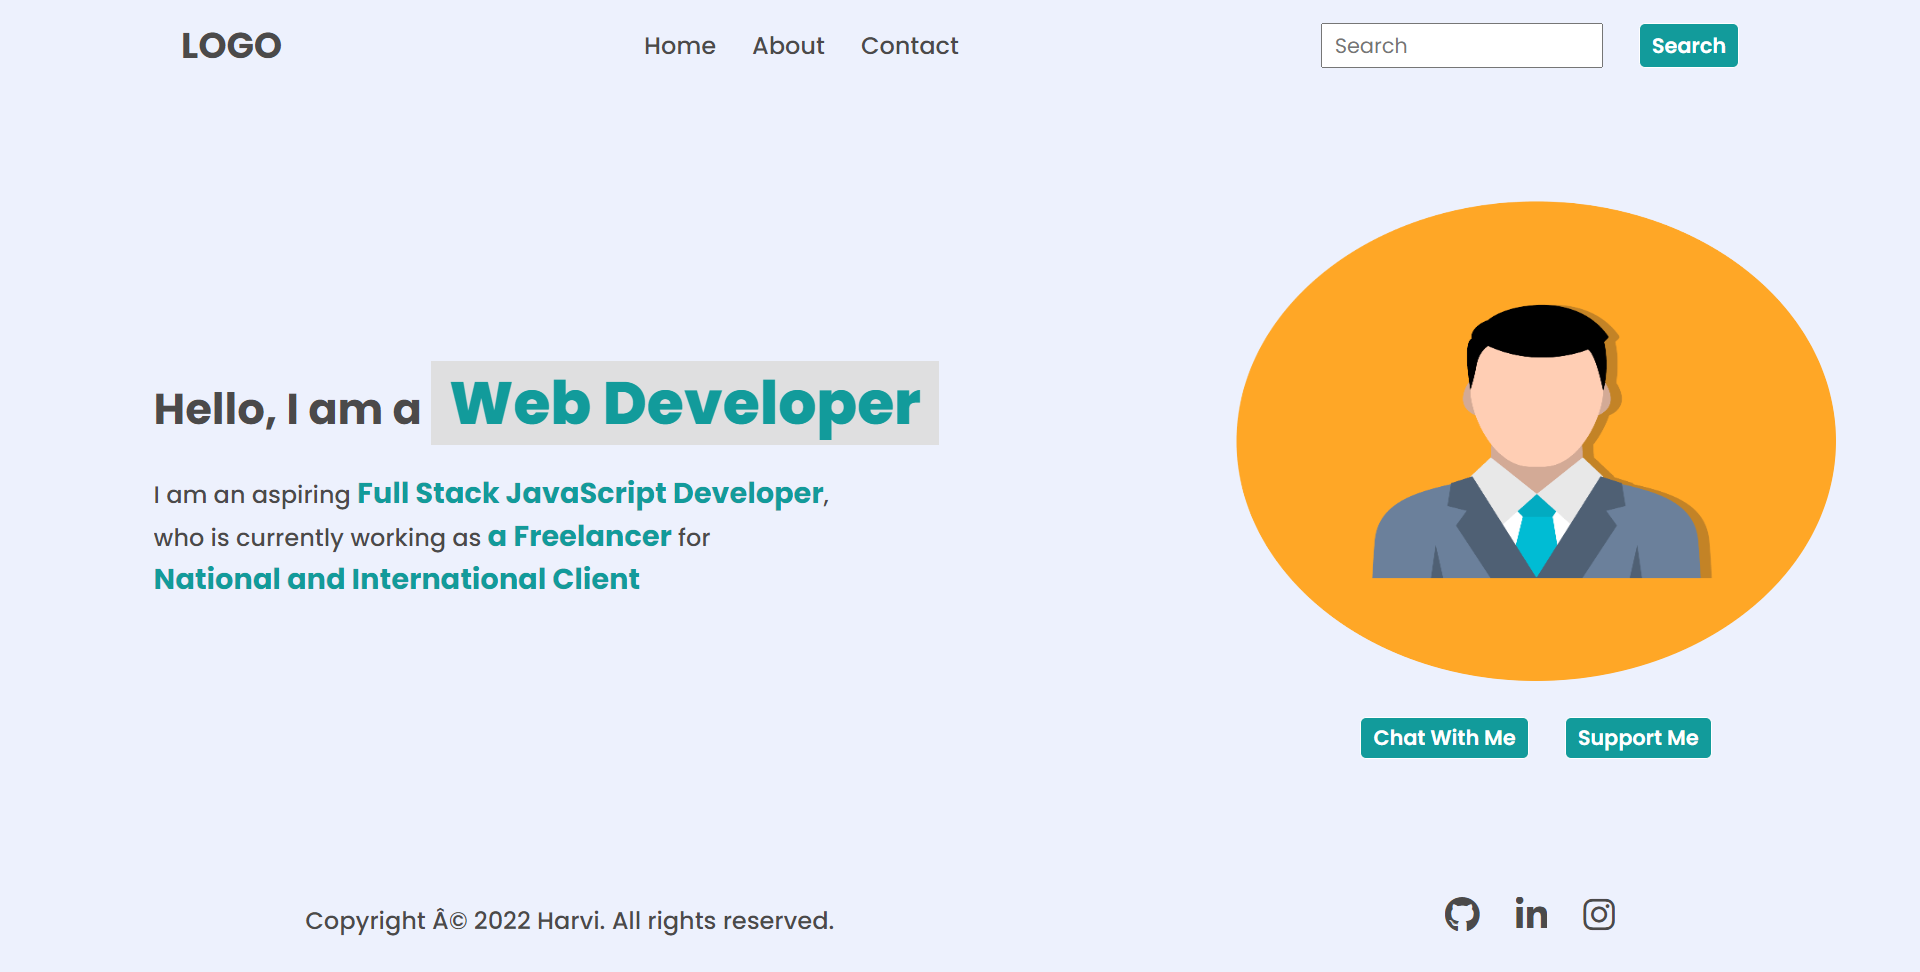 LOGO
Home About Contact
Search Search
Hello, I am a Web Developer
I am an aspiring Full Stack JavaScript Developer,
who is currently working as a Freelancer for
National and International Client
Chat With Me Support Me
Copyright Â© 2022 Harvi. All rights reserved.
in